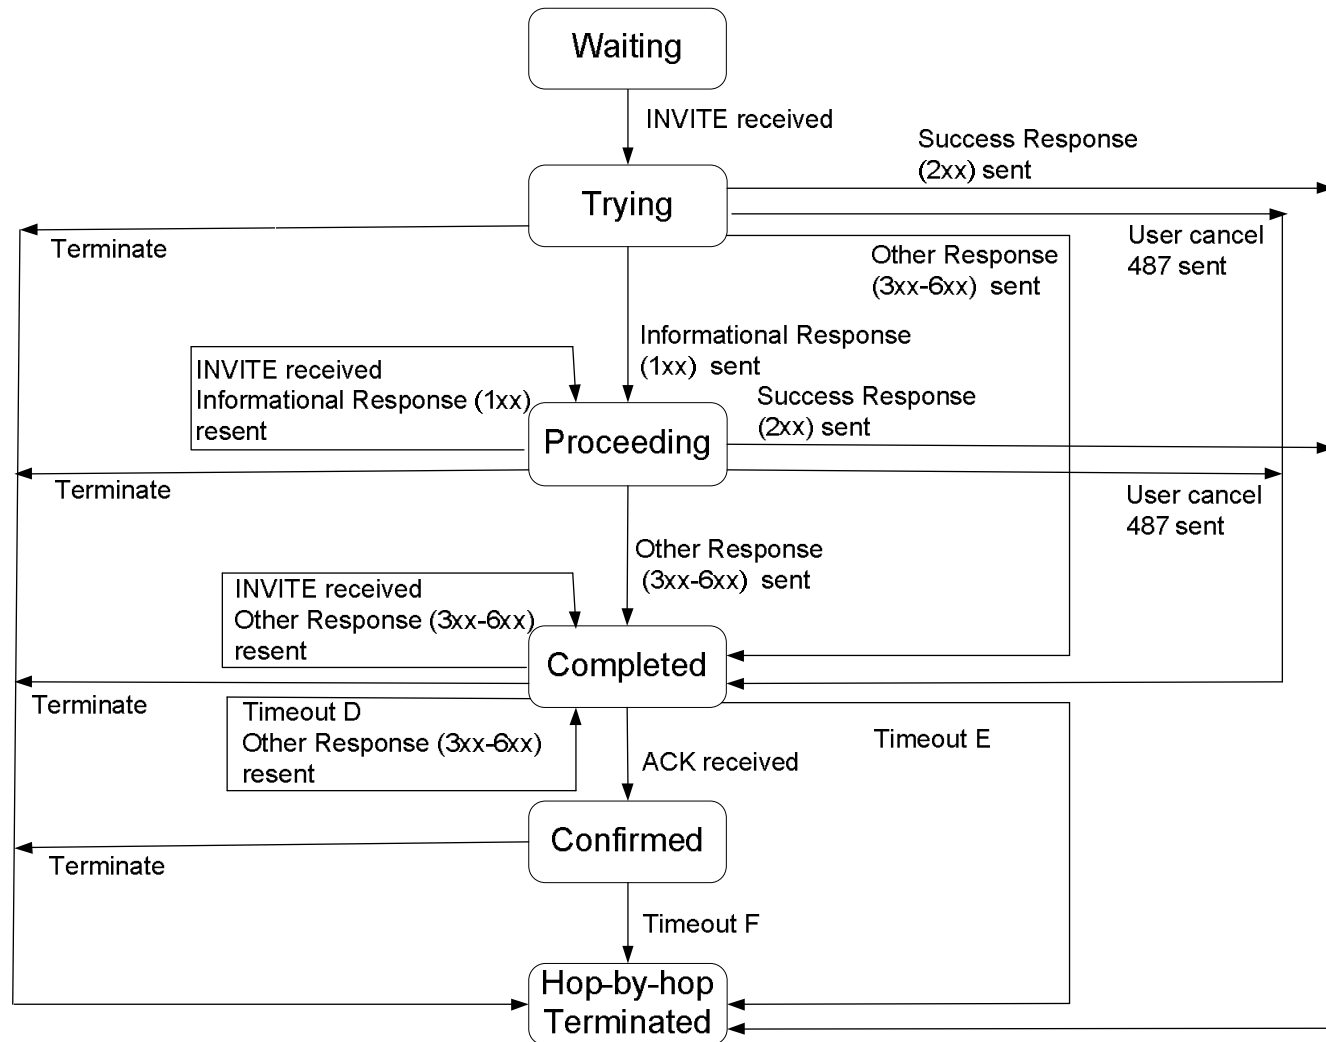 Waiting
INVITE received
Success Response
(2xx) sent
Trying
Terminate
User cancel
487 sent
Other Response
(3xx-6xx) sent
Informational Response
(1xx) sent
INVITE received
Informational Response (1xx)
resent
Success Response
(2xx) sent
Proceeding
Terminate
User cancel
487 sent
Other Response
(3xx-6xx) sent
INVITE received
Other Response (3xx-6xx)
resent
Completed
Terminate
Timeout D
Other Response (3xx-6xx)
resent
Timeout E
ACK received
Confirmed
Terminate
Timeout F
Hop-by-hop
Terminated